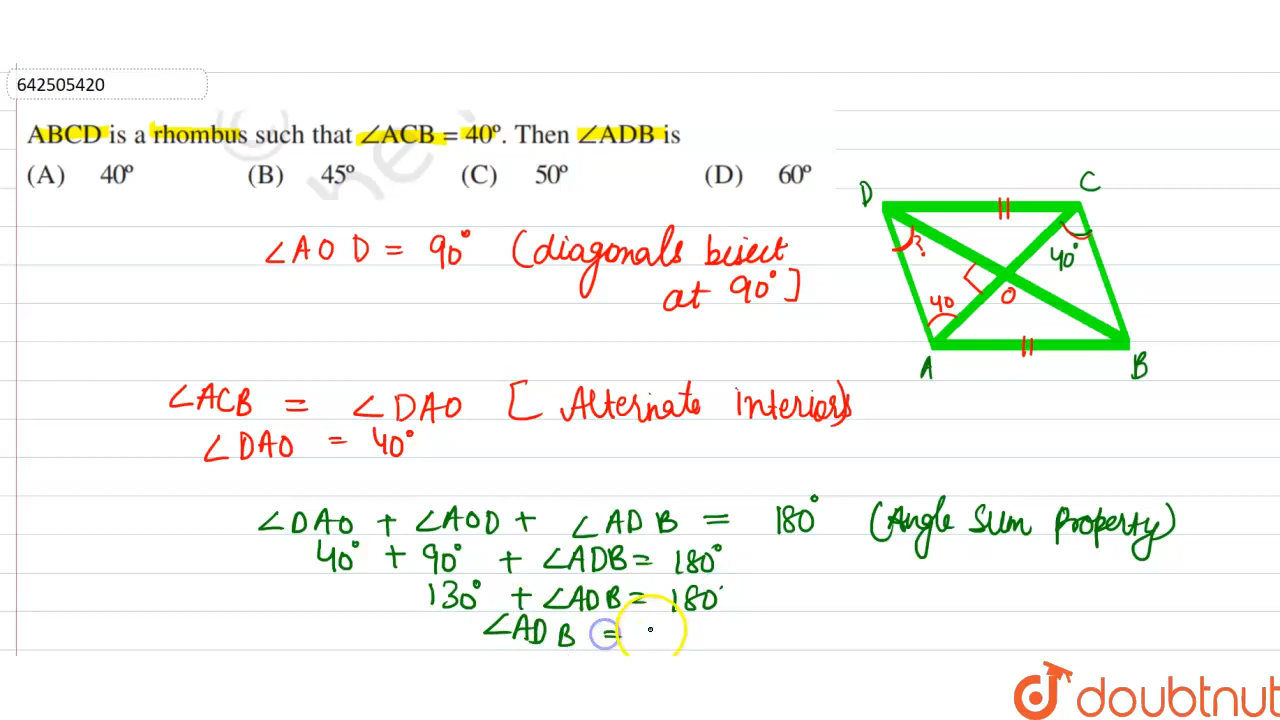 642505420
ABCD is a rhombus such that ∠ACB = 40º. Then ∠ADB is
(A) 40º (B) 45º (C) 50º (D) 60º
D C
? 40°
40 O
A B
∠AOD = 90° (diagonals bisect
at 90°]
∠ACB = ∠DAO [Alternate interiors)
∠DAO = 40°
∠DAO + ∠AOD + ∠ADB = 180° (Angle Sum Property)
40° + 90° + ∠ADB = 180°
130° + ∠ADB = 180°
∠ADB =
doubtnut